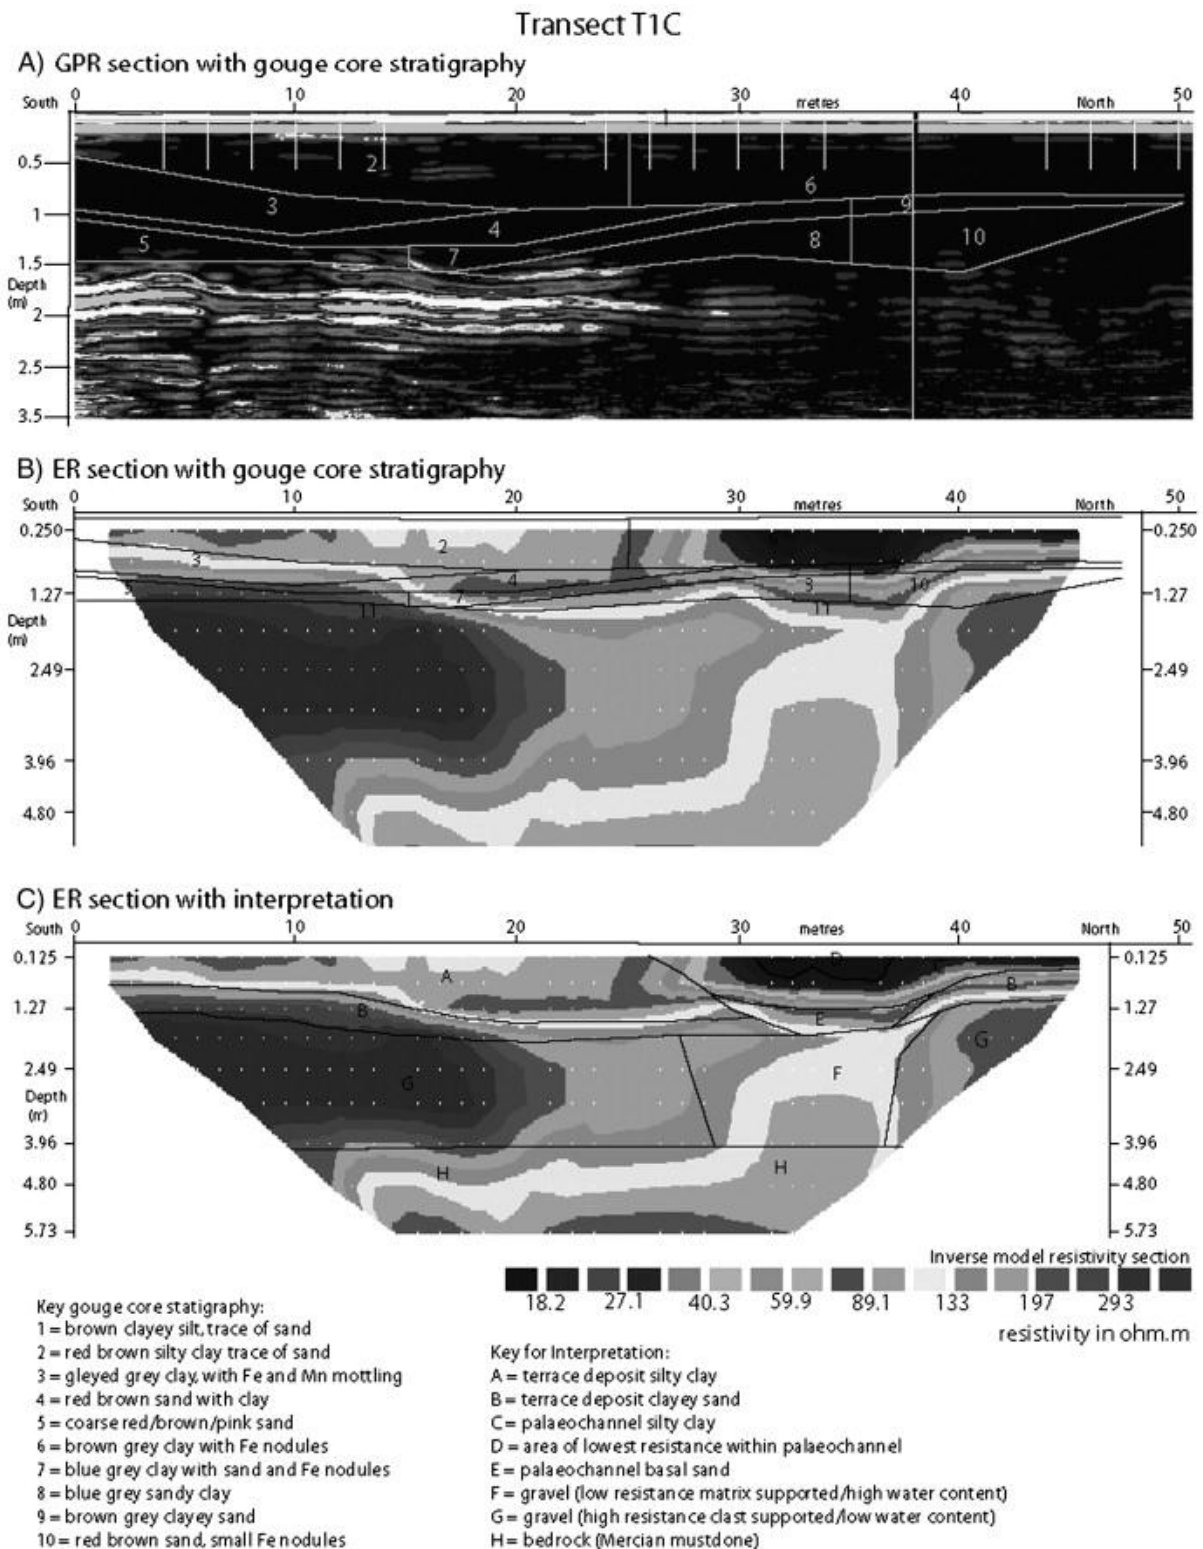 Transect T1C
A) GPR section with gouge core stratigraphy
0 10 20 30 40 50
South metres North
0.5
1
1.5
Depth
(m)
2
2.5
3.5
2
3
4
5
6
7
8
9
10
B) ER section with gouge core stratigraphy
0 10 20 30 40 50
South metres North
0.250 0.250
1.27 1.27
Depth
(m)
2.49 2.49
3.96 3.96
4.80 4.80
2
3
4
7
11
3
10
11
C) ER section with interpretation
South 10 20 30 40 50
0 metres North
0.125 0.125
1.27 1.27
2.49 2.49
Depth
(m)
3.96 3.96
4.80 4.80
5.73 5.73
A
B
G
H
D
E
F
H
B
G
Inverse model resistivity section
18.2 27.1 40.3 59.9 89.1 133 197 293
resistivity in ohm.m
Key gouge core statigraphy:
1 = brown clayey silt, trace of sand
2 = red brown silty clay trace of sand
3 = gleyed grey clay, with Fe and Mn mottling
4 = red brown sand with clay
5 = coarse red/brown/pink sand
6 = brown grey clay with Fe nodules
7 = blue grey clay with sand and Fe nodules
8 = blue grey sandy clay
9 = brown grey clayey sand
10 = red brown sand, small Fe nodules
Key for Interpretation:
A = terrace deposit silty clay
B = terrace deposit clayey sand
C = palaeochannel silty clay
D = area of lowest resistance within palaeochannel
E = palaeochannel basal sand
F = gravel (low resistance matrix supported/high water content)
G = gravel (high resistance clast supported/low water content)
H = bedrock (Mercian mustdone)